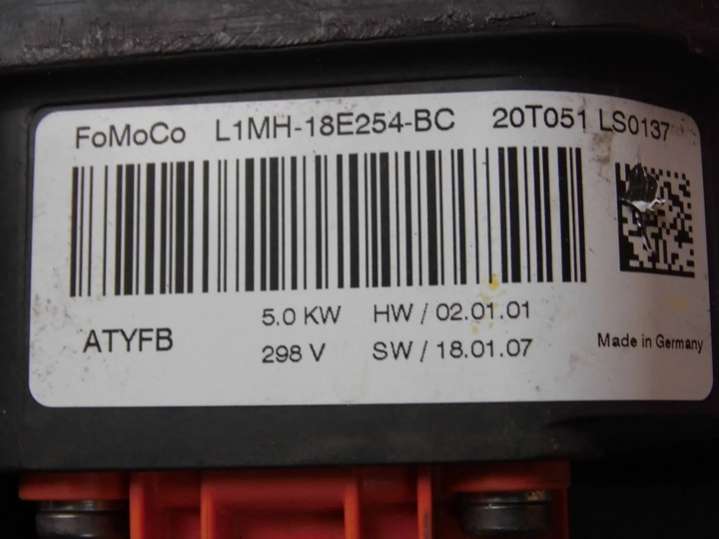 FoMoCo L1MH-18E254-BC 20T051 LS0137
ATYFB
5.0 KW HW / 02.01.01
298 V SW / 18.01.07
Made in Germany